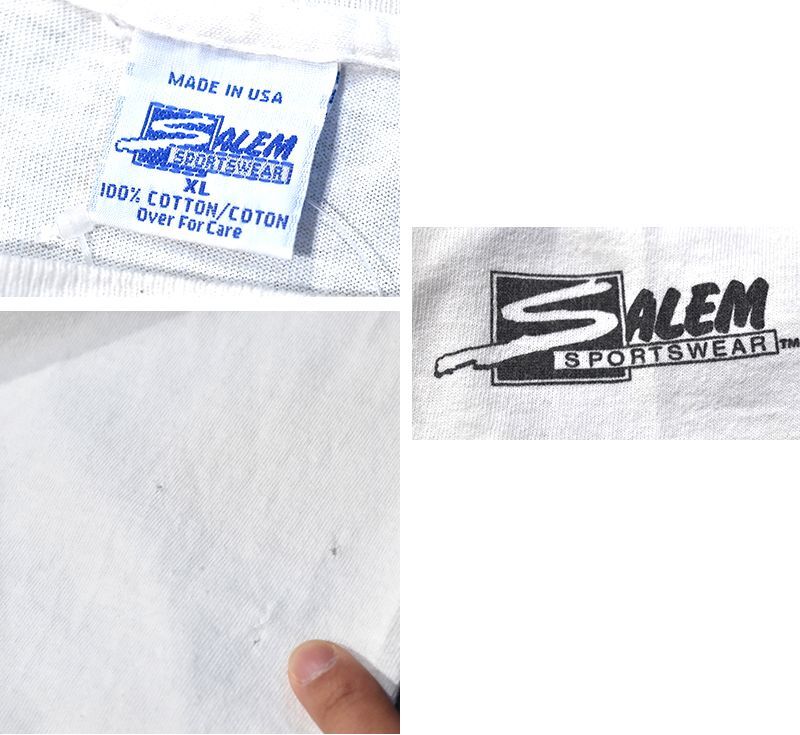 MADE IN USA
SALEM
SPORTSWEAR
XL
100% COTTON/COTON
Over For Care
SALEM
SPORTSWEAR™